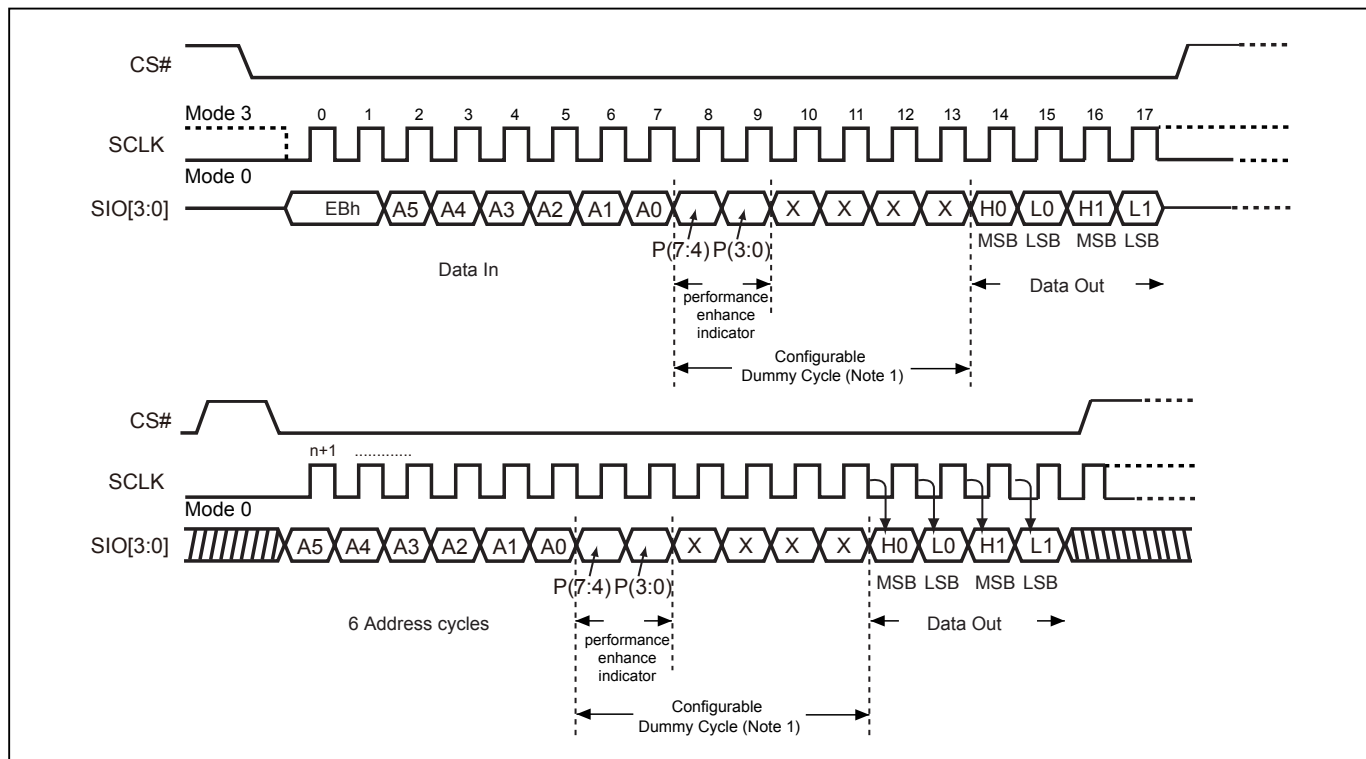 CS#
Mode 3
0 1 2 3 4 5 6 7 8 9 10 11 12 13 14 15 16 17
SCLK
Mode 0
SIO[3:0]
EBh A5 A4 A3 A2 A1 A0 X X X X H0 L0 H1 L1
MSB LSB MSB LSB
P(7:4) P(3:0)
Data In
Data Out
performance
enhance
indicator
Configurable
Dummy Cycle (Note 1)
CS#
n+1 .............
SCLK
Mode 0
SIO[3:0]
A5 A4 A3 A2 A1 A0 X X X X H0 L0 H1 L1
P(7:4) P(3:0)
MSB LSB MSB LSB
6 Address cycles
Data Out
performance
enhance
indicator
Configurable
Dummy Cycle (Note 1)